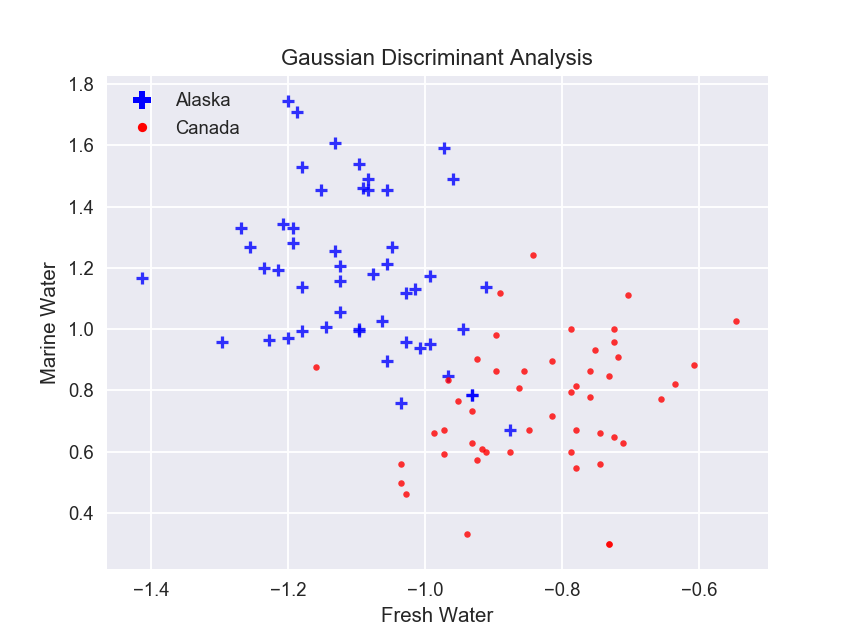 Gaussian Discriminant Analysis
Alaska
Canada
Marine Water
1.8
1.6
1.4
1.2
1.0
0.8
0.6
0.4
−1.4
−1.2
−1.0
−0.8
−0.6
Fresh Water